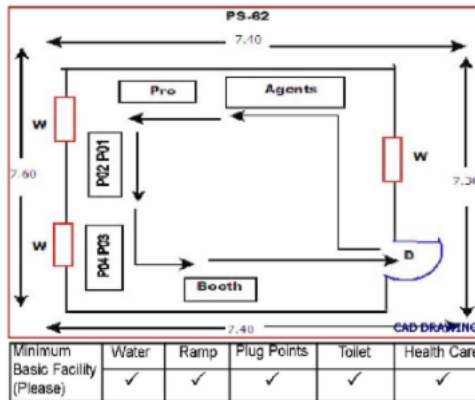 PS-62
7.40
Pro
Agents
W
W
P02 P01
7.60
7.30
W
P04 P03
D
Booth
CAD DRAWING
7.40
Minimum Basic Facility (Please)
Water
Ramp
Plug Points
Toilet
Health Care
✓ ✓ ✓ ✓ ✓